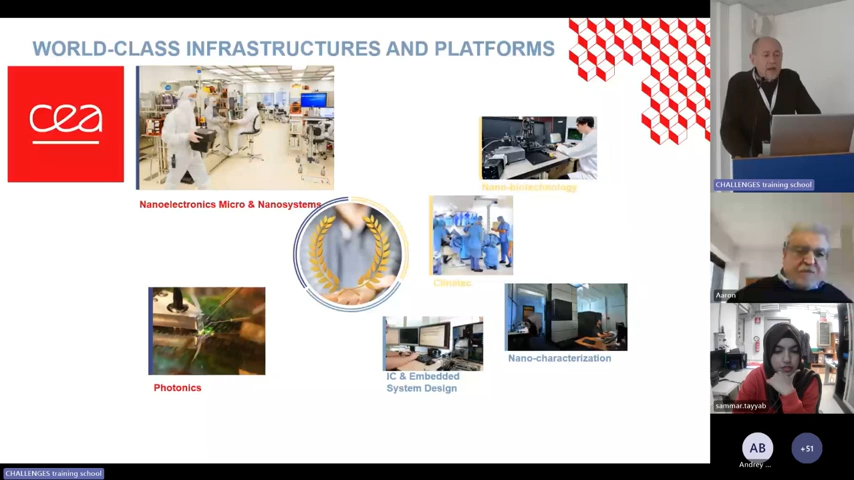 WORLD-CLASS INFRASTRUCTURES AND PLATFORMS
cea
Nanoelectronics Micro & Nanosystems
Nano-biotechnology
Clinatec
Photonics
IC & Embedded
System Design
Nano-characterization
CHALLENGES training school
Aaron
sammar.tayyab
AB
Andrey ...
+51
CHALLENGES training school